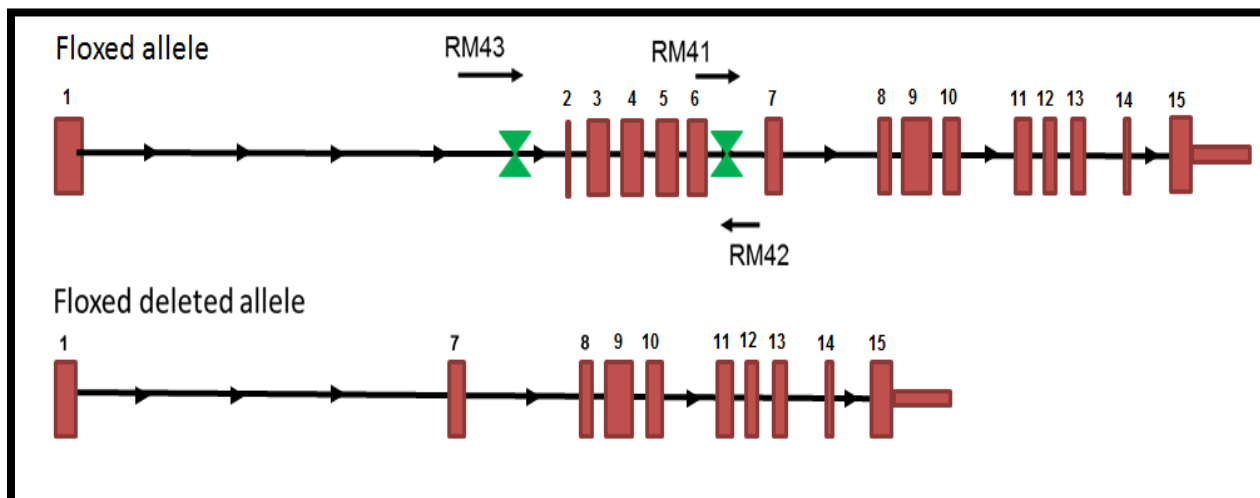 Floxed allele
RM43 RM41
1 2 3 4 5 6 7 8 9 10 11 12 13 14 15
RM42
Floxed deleted allele
1 7 8 9 10 11 12 13 14 15